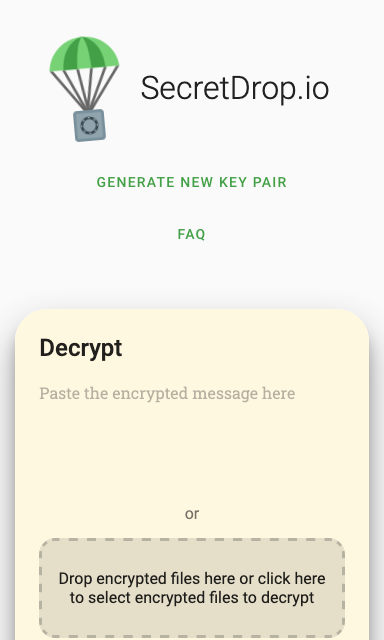 SecretDrop.io
GENERATE NEW KEY PAIR
FAQ
Decrypt
Paste the encrypted message here
or
Drop encrypted files here or click here
to select encrypted files to decrypt